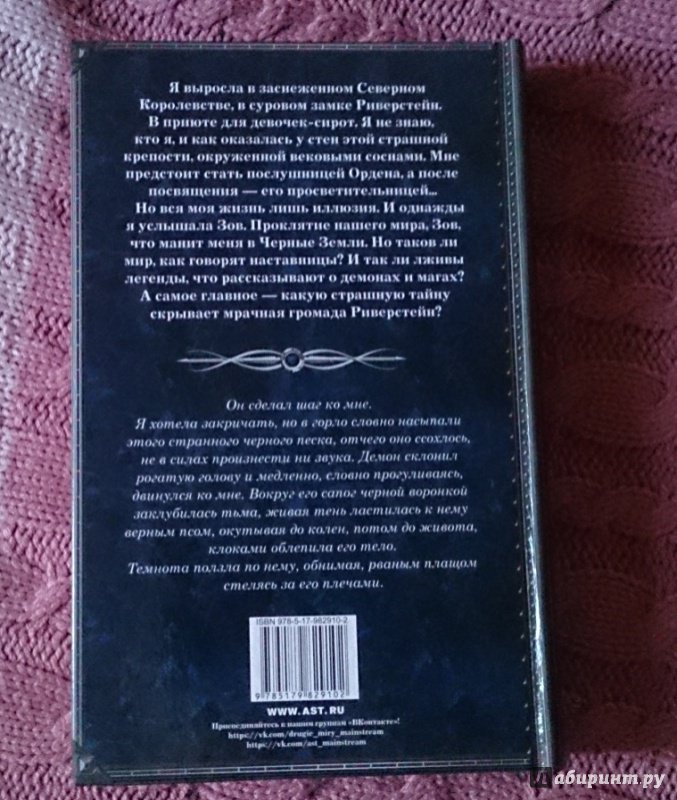 Я выросла в заснеженном Северном
Королевстве, в суровом замке Риверстейн.
В приюте для девочек-сирот. Я не знаю,
кто я, и как оказалась у стен этой страшной
крепости, окруженной вековыми соснами. Мне
предстоит стать послушницей Ордена, а после
посвящения — его просветительницей...
Но вся моя жизнь лишь иллюзия. И однажды
я услышала Зов. Проклятие нашего мира, Зов,
что манит меня в Черные Земли. Но таков ли
мир, как говорят наставницы? И так ли лживы
легенды, что рассказывают о демонах и магах?
А самое главное — какую страшную тайну
скрывает мрачная громада Риверстейн?
Он сделал шаг ко мне.
Я хотела закричать, но в горло словно насыпали
этого странного черного песка, отчего оно ссохлось,
не в силах произнести ни звука. Демон склонил
рогатую голову и медленно, словно прогуливаясь,
двинулся ко мне. Вокруг его сапог черной воронкой
заклубилась тьма, живая тень ластилась к нему
верным псом, окутывая до колен, потом до живота,
клоками облепила его тело.
Темнота ползла по нему, обнимая, рваным плащом
стелясь за его плечами.
ISBN 978-5-17-982910-2
9 785179 829102
WWW.AST.RU
Присоединяйтесь к нашим группам «ВКонтакте»!
https://vk.com/drugie_miry_mainstream
https://vk.com/ast_mainstream
Лабиринт.ру